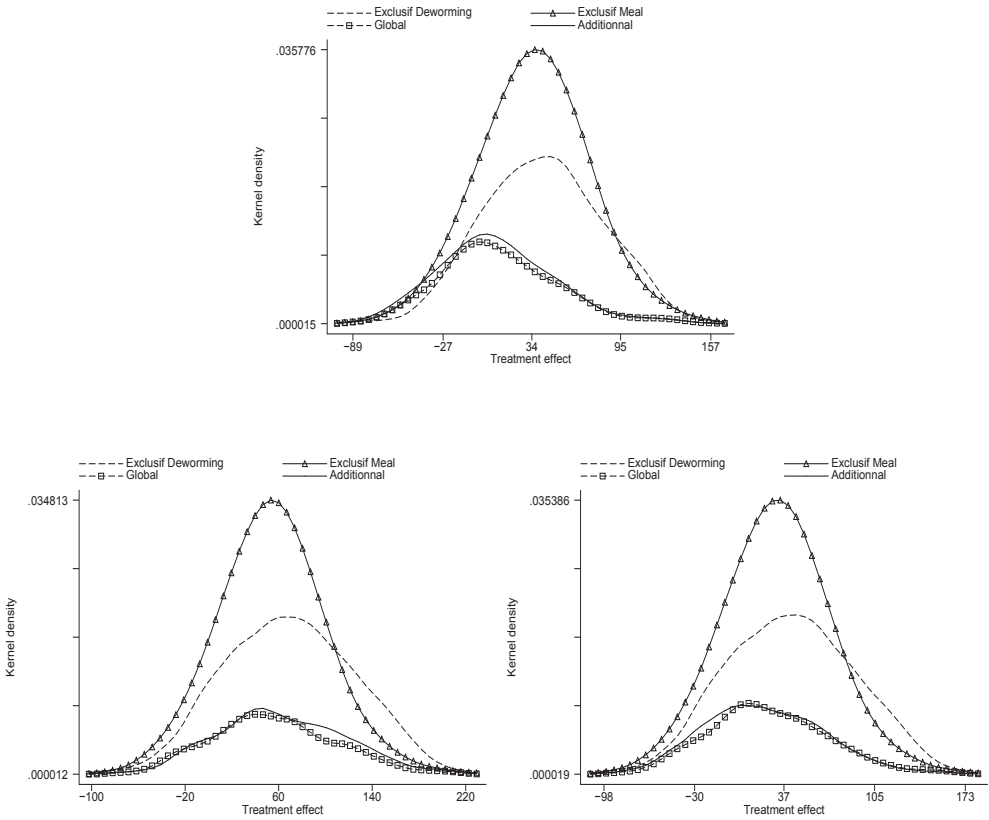 Exclusif Deworming Exclusif Meal
Global Additionnal
.035776
Kernel density
.000015
−89 −27 34 95 157
Treatment effect
Exclusif Deworming Exclusif Meal
Global Additionnal
.034813
Kernel density
.000012
−100 −20 60 140 220
Treatment effect
Exclusif Deworming Exclusif Meal
Global Additionnal
.035386
Kernel density
.000019
−98 −30 37 105 173
Treatment effect